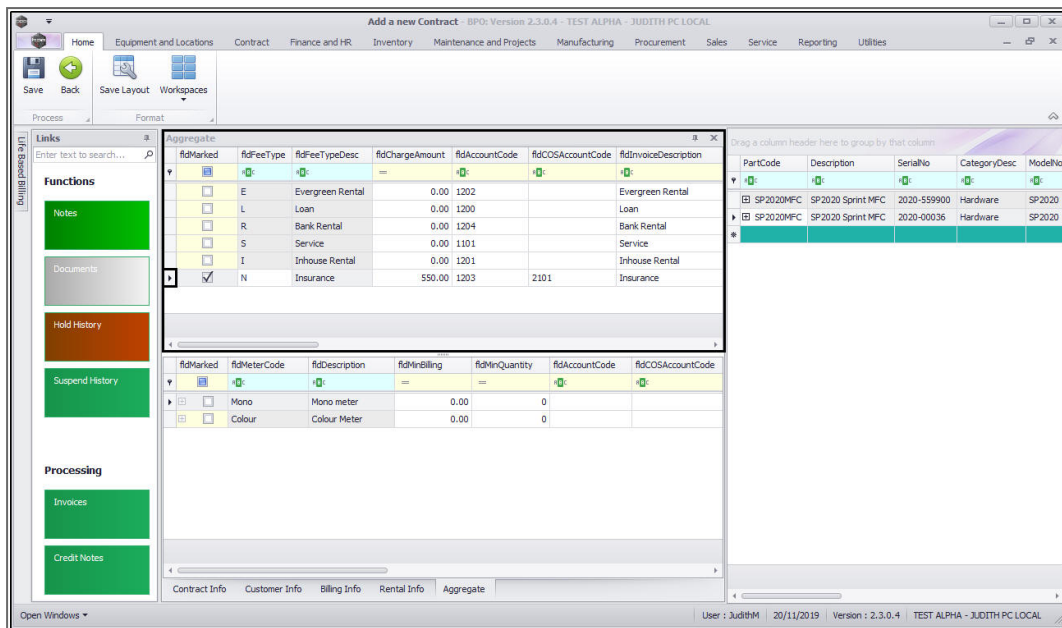 Add a new Contract - BPO: Version 2.3.0.4 - TEST ALPHA - JUDITH PC LOCAL
Home Equipment and Locations Contract Finance and HR Inventory Maintenance and Projects Manufacturing Procurement Sales Service Reporting Utilities
Save Back Save Layout Workspaces
Process Format
Life Based Billing
Links
Enter text to search...
Functions
Notes
Documents
Hold History
Suspend History
Processing
Invoices
Credit Notes
Aggregate
fldMarked fldFeeType fldFeeTypeDesc fldChargeAmount fldAccountCode fldCOSAccountCode fldInvoiceDescription
E Evergreen Rental 0.00 1202 Evergreen Rental
L Loan 0.00 1200 Loan
R Bank Rental 0.00 1204 Bank Rental
S Service 0.00 1101 Service
I Inhouse Rental 0.00 1201 Inhouse Rental
N Insurance 550.00 1203 2101 Insurance
fldMarked fldMeterCode fldDescription fldMinBilling fldMinQuantity fldAccountCode fldCOSAccountCode
Mono Mono meter 0.00 0
Colour Colour Meter 0.00 0
Contract Info Customer Info Billing Info Rental Info Aggregate
Drag a column header here to group by that column
PartCode Description SerialNo CategoryDesc ModelNo
SP2020MFC SP2020 Sprint MFC 2020-559900 Hardware SP2020
SP2020MFC SP2020 Sprint MFC 2020-00036 Hardware SP2020
Open Windows User : JudithM 20/11/2019 Version : 2.3.0.4 TEST ALPHA - JUDITH PC LOCAL